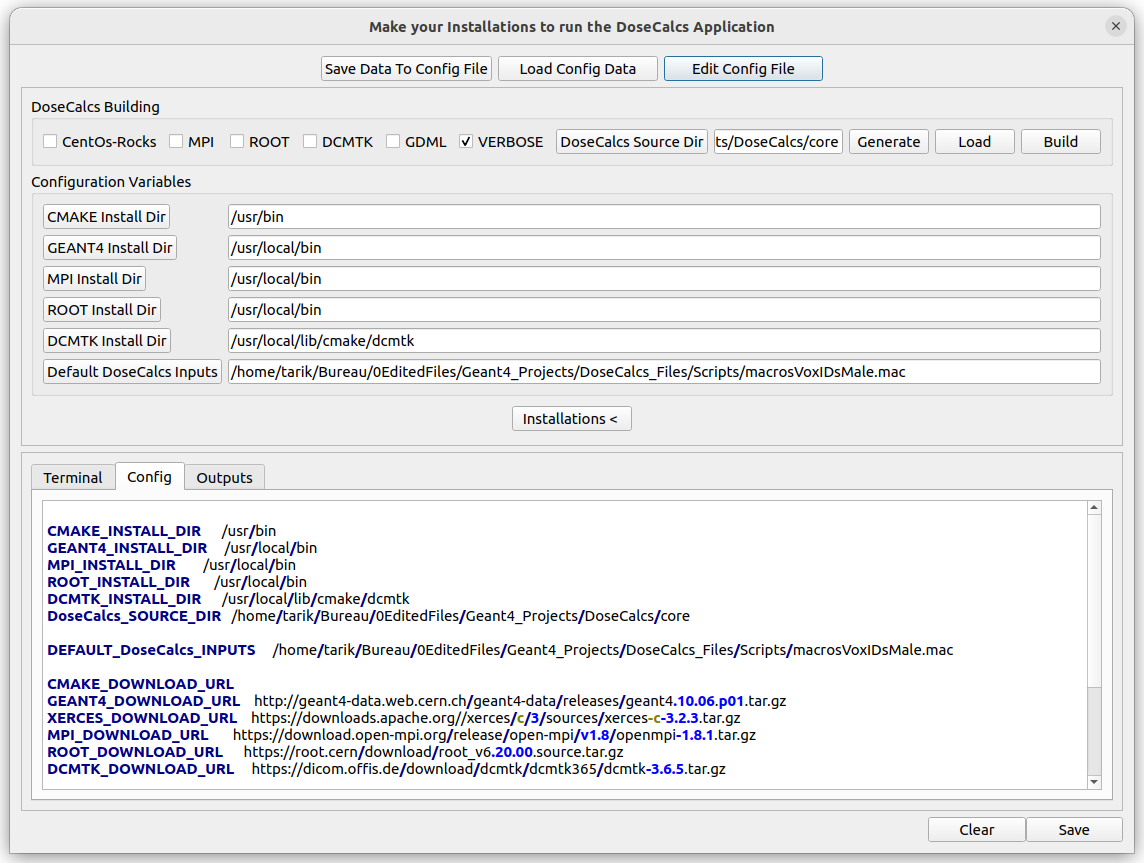 Make your Installations to run the DoseCalcs Application
Save Data To Config File Load Config Data Edit Config File
DoseCalcs Building
CentOs-Rocks MPI ROOT DCMTK GDML VERBOSE DoseCalcs Source Dir ts/DoseCalcs/core Generate Load Build
Configuration Variables
CMAKE Install Dir /usr/bin
GEANT4 Install Dir /usr/local/bin
MPI Install Dir /usr/local/bin
ROOT Install Dir /usr/local/bin
DCMTK Install Dir /usr/local/lib/cmake/dcmtk
Default DoseCalcs Inputs /home/tarik/Bureau/0EditedFiles/Geant4_Projects/DoseCalcs_Files/Scripts/macrosVoxIDsMale.mac
Installations <
Terminal Config Outputs
CMAKE_INSTALL_DIR /usr/bin
GEANT4_INSTALL_DIR /usr/local/bin
MPI_INSTALL_DIR /usr/local/bin
ROOT_INSTALL_DIR /usr/local/bin
DCMTK_INSTALL_DIR /usr/local/lib/cmake/dcmtk
DoseCalcs_SOURCE_DIR /home/tarik/Bureau/0EditedFiles/Geant4_Projects/DoseCalcs/core
DEFAULT_DoseCalcs_INPUTS /home/tarik/Bureau/0EditedFiles/Geant4_Projects/DoseCalcs_Files/Scripts/macrosVoxIDsMale.mac
CMAKE_DOWNLOAD_URL
GEANT4_DOWNLOAD_URL http://geant4-data.web.cern.ch/geant4-data/releases/geant4.10.06.p01.tar.gz
XERCES_DOWNLOAD_URL https://downloads.apache.org//xerces/c/3/sources/xerces-c-3.2.3.tar.gz
MPI_DOWNLOAD_URL https://download.open-mpi.org/release/open-mpi/v1.8/openmpi-1.8.1.tar.gz
ROOT_DOWNLOAD_URL https://root.cern/download/root_v6.20.00.source.tar.gz
DCMTK_DOWNLOAD_URL https://dicom.offis.de/download/dcmtk/dcmtk365/dcmtk-3.6.5.tar.gz
Clear Save